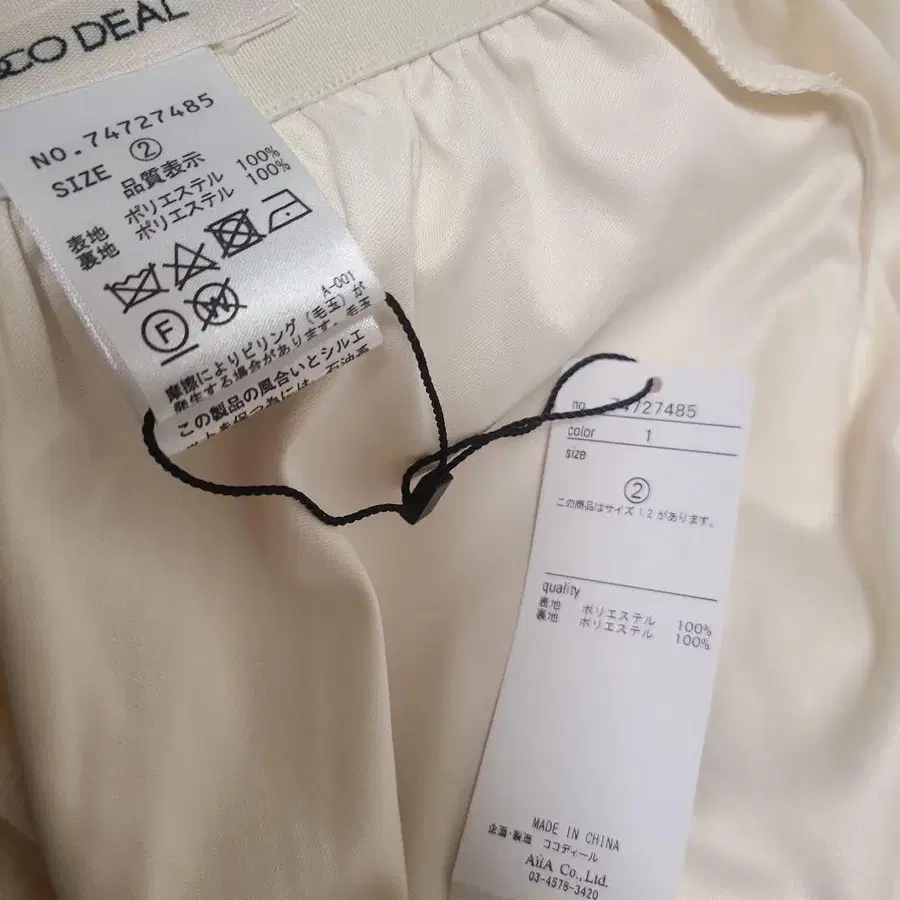 CO DEAL
NO.74727485
SIZE ②
品質表示
表地 ポリエステル 100%
裏地 ポリエステル 100%
F
W
A-001
摩擦によりピリング(毛玉)が
発生する場合があります。毛玉
この製品の風合いとシルエ
no 74727485
color 1
size
②
この商品はサイズ 1.2 があります。
quality
表地 ポリエステル 100%
裏地 ポリエステル 100%
MADE IN CHINA
企画・製造 ココディール
AiiA Co.,Ltd.
03-4578-3420